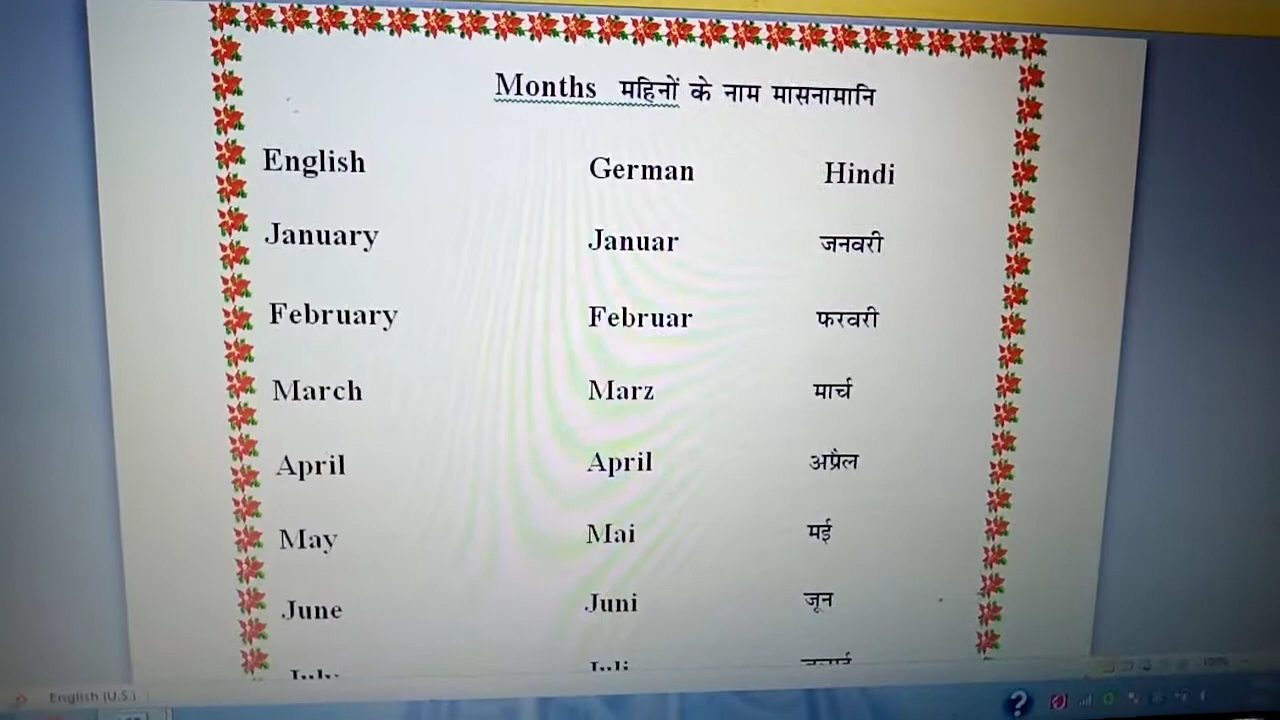 Months महिनों के नाम मासनामानि
English German Hindi
January Januar जनवरी
February Februar फरवरी
March Marz मार्च
April April अप्रैल
May Mai मई
June Juni जून
English (U.S.)
100%